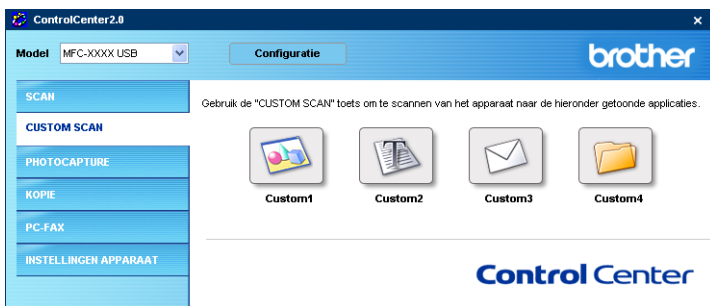 ControlCenter2.0
Model MFC-XXXX USB Configuratie brother
SCAN
CUSTOM SCAN
PHOTOCAPTURE
KOPIE
PC-FAX
INSTELLINGEN APPARAAT
Gebruik de "CUSTOM SCAN" toets om te scannen van het apparaat naar de hieronder getoonde applicaties.
Custom1 Custom2 Custom3 Custom4
Control Center